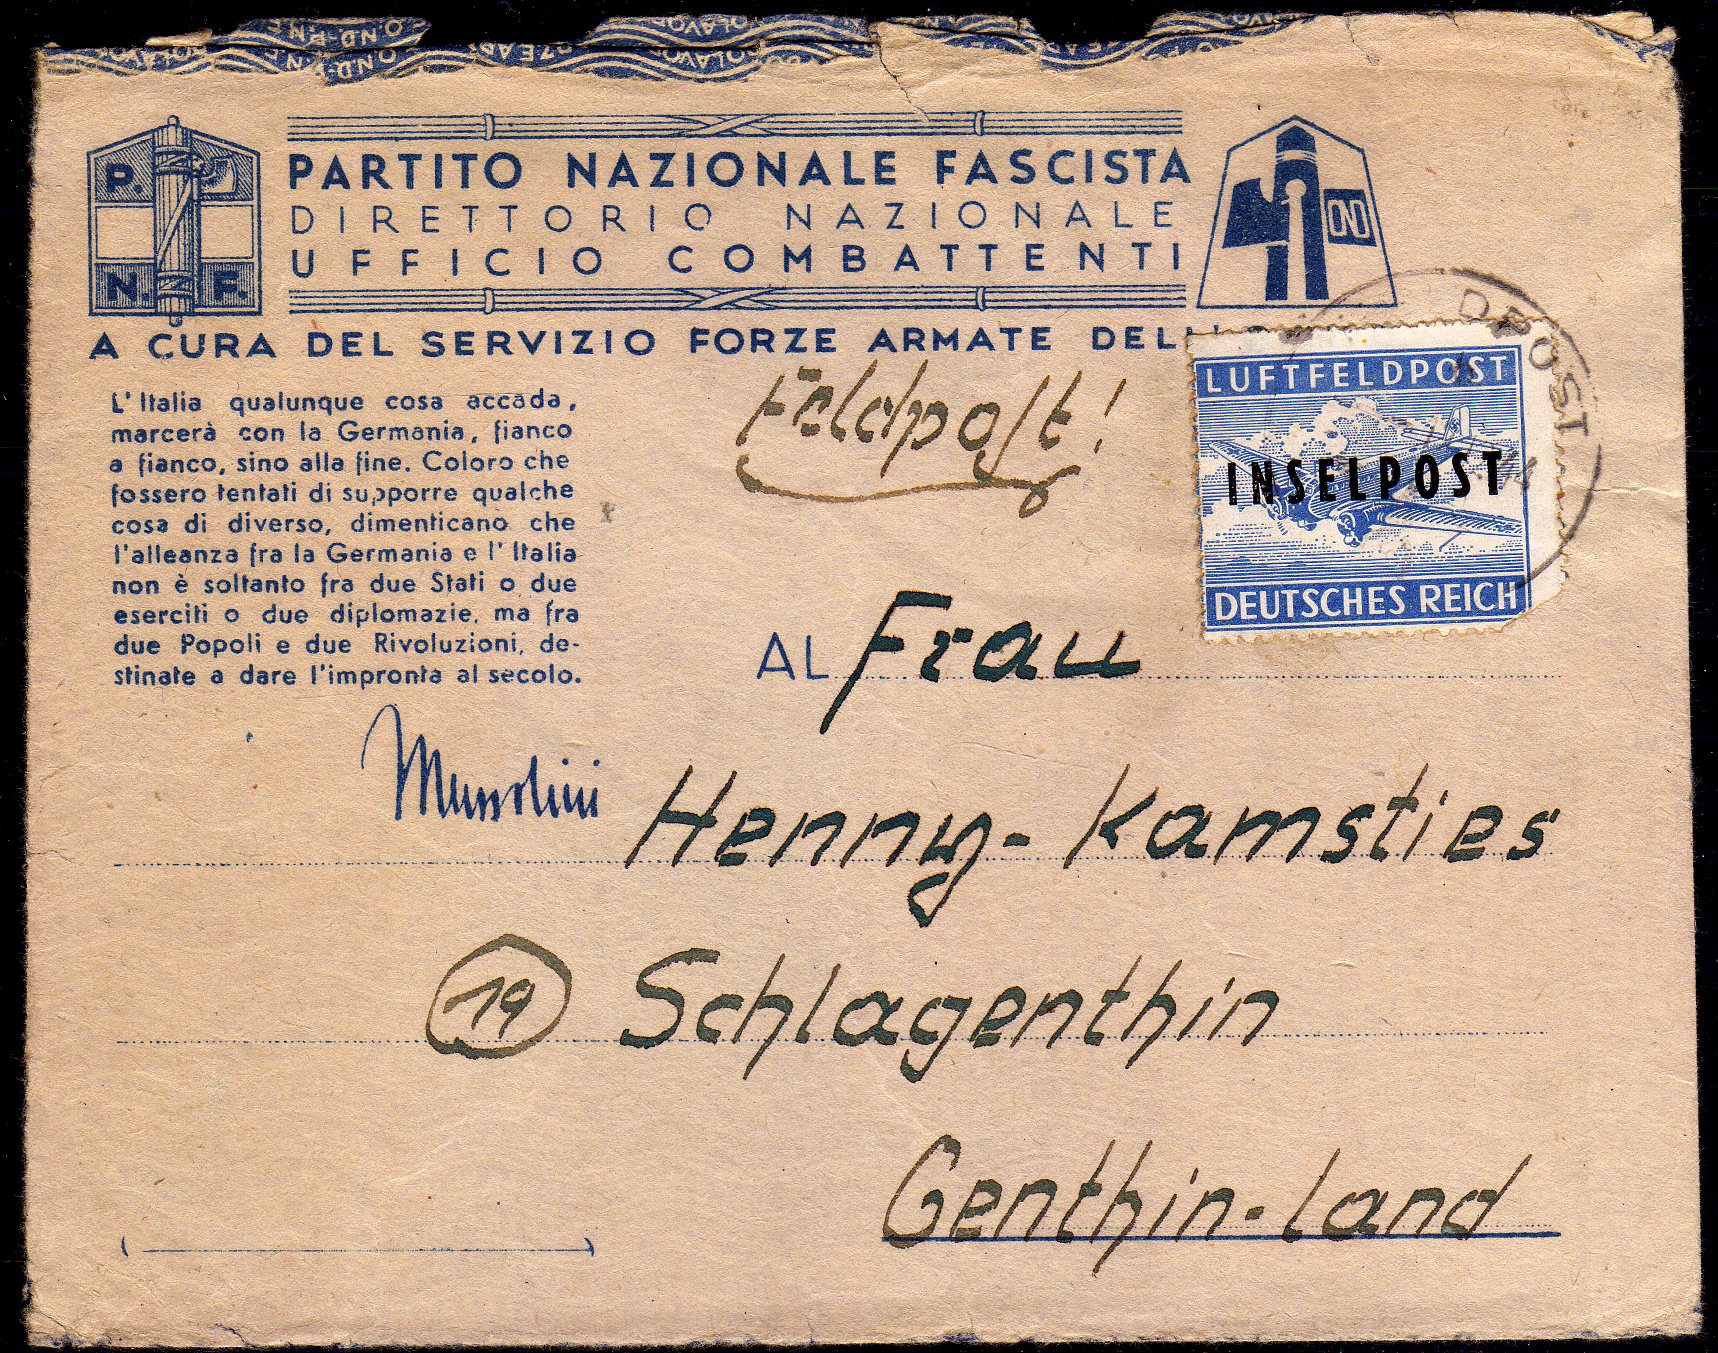 P. N. F.
PARTITO NAZIONALE FASCISTA
DIRETTORIO NAZIONALE
UFFICIO COMBATTENTI
OND
A CURA DEL SERVIZIO FORZE ARMATE DELL'O
L'Italia qualunque cosa accada,
marcerà con la Germania, fianco
a fianco, sino alla fine. Coloro che
fossero tentati di supporre qualche
cosa di diverso, dimenticano che
l'alleanza fra la Germania e l'Italia
non è soltanto fra due Stati o due
eserciti o due diplomazie, ma fra
due Popoli e due Rivoluzioni, de-
stinate a dare l'impronta al secolo.
Mussolini
Feldpost!
LUFTFELDPOST
INSELPOST
DEUTSCHES REICH
DPOST
AL Frau
Henny-Kamsties
19 Schlagenthin
Genthin-land